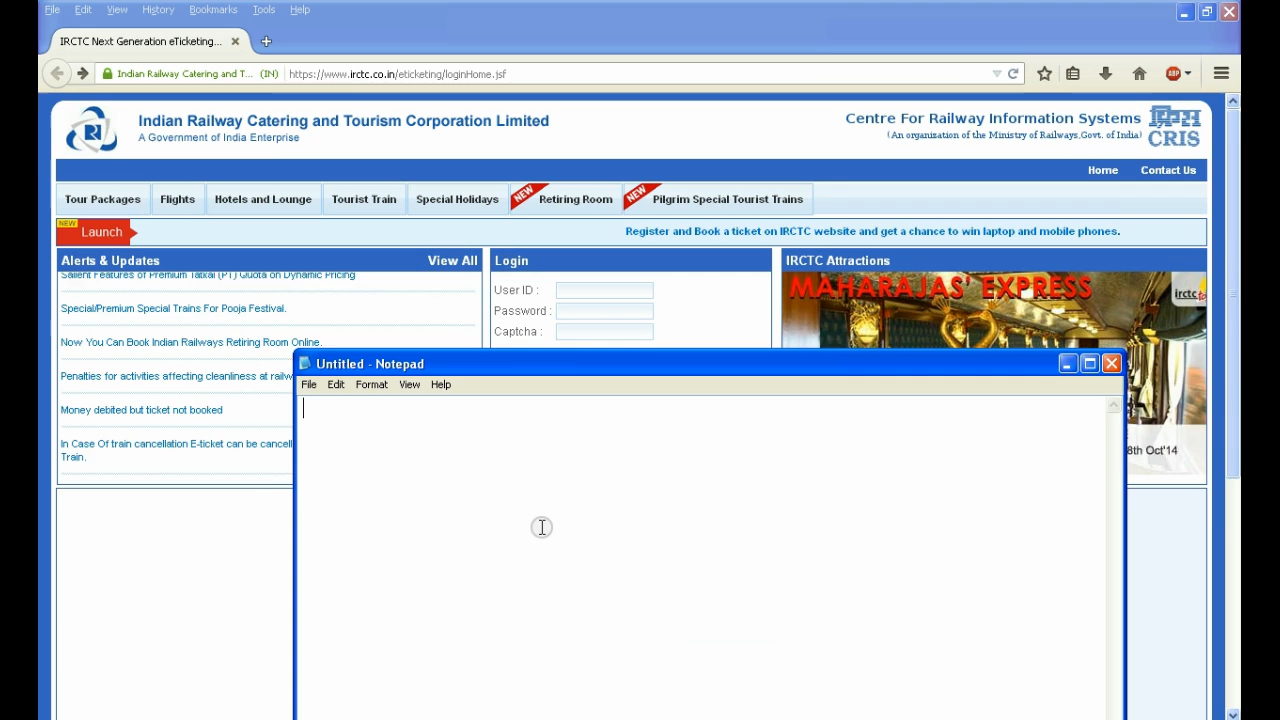 File Edit View History Bookmarks Tools Help
IRCTC Next Generation eTicketing...
Indian Railway Catering and T... (IN) https://www.irctc.co.in/eticketing/loginHome.jsf
ABP
Indian Railway Catering and Tourism Corporation Limited
A Government of India Enterprise
Centre For Railway Information Systems
(An organization of the Ministry of Railways,Govt. of India)
CRIS
Home Contact Us
Tour Packages Flights Hotels and Lounge Tourist Train Special Holidays NEW Retiring Room NEW Pilgrim Special Tourist Trains
NEW
Launch
Register and Book a ticket on IRCTC website and get a chance to win laptop and mobile phones.
Alerts & Updates View All
Salient Features of Premium Tatkal (PT) Quota on Dynamic Pricing
Special/Premium Special Trains For Pooja Festival.
Now You Can Book Indian Railways Retiring Room Online.
Penalties for activities affecting cleanliness at railw
Money debited but ticket not booked
In Case Of train cancellation E-ticket can be cancell
Train.
Login
User ID :
Password :
Captcha :
IRCTC Attractions
MAHARAJAS' EXPRESS
irctc
8th Oct'14
Untitled - Notepad
File Edit Format View Help